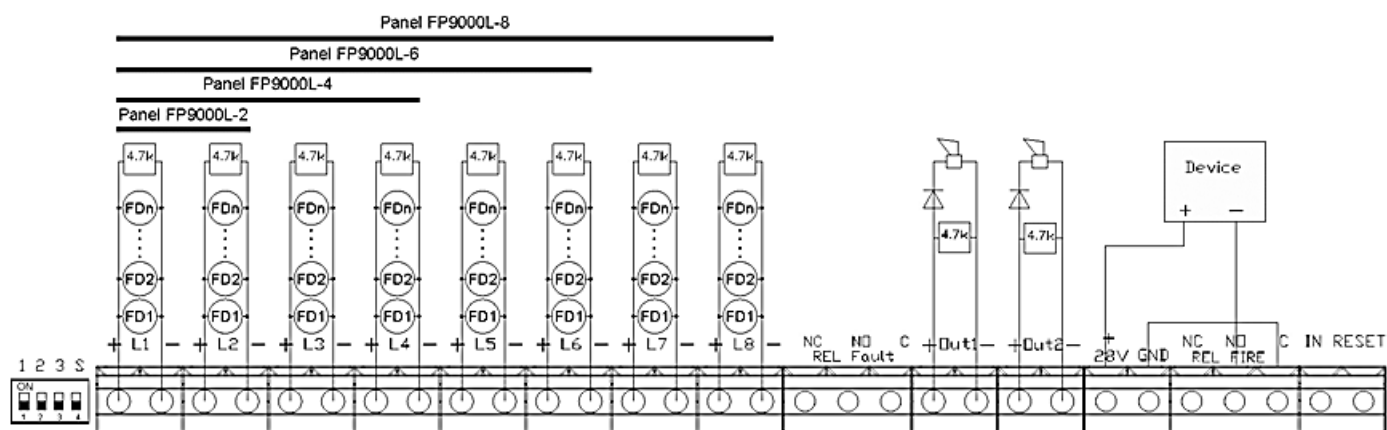 Panel FP9000L-8
Panel FP9000L-6
Panel FP9000L-4
Panel FP9000L-2
4.7k 4.7k 4.7k 4.7k 4.7k 4.7k 4.7k 4.7k
Device
FDn FDn FDn FDn FDn FDn FDn FDn
+ −
4.7k 4.7k
FD2 FD2 FD2 FD2 FD2 FD2 FD2 FD2
FD1 FD1 FD1 FD1 FD1 FD1 FD1 FD1
+ L1 − + L2 − + L3 − + L4 − + L5 − + L6 − + L7 − + L8 − NC NO C +Out1− +Out2− + NC NO C IN RESET
REL Fault 28V GND REL FIRE
1 2 3 S
ON
1 2 3 4